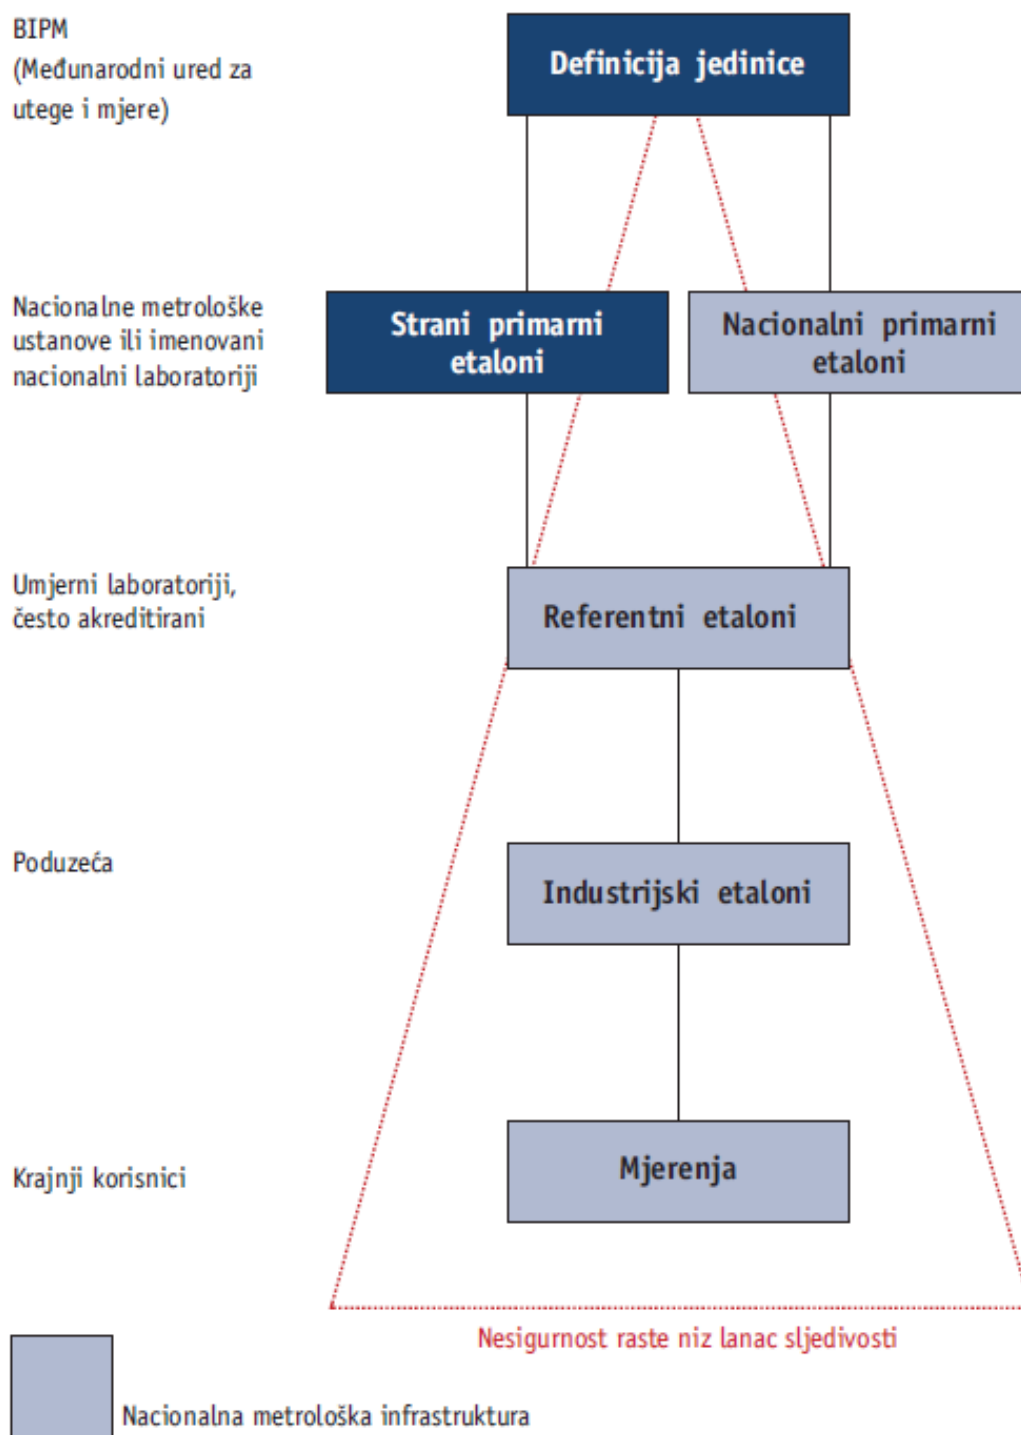 BIPM
(Međunarodni ured za
utege i mjere)
Definicija jedinice
Nacionalne metrološke
ustanove ili imenovani
nacionalni laboratoriji
Strani primarni
etaloni
Nacionalni primarni
etaloni
Umjerni laboratoriji,
često akreditirani
Referentni etaloni
Poduzeća
Industrijski etaloni
Krajnji korisnici
Mjerenja
Nesigurnost raste niz lanac sljedivosti
Nacionalna metrološka infrastruktura